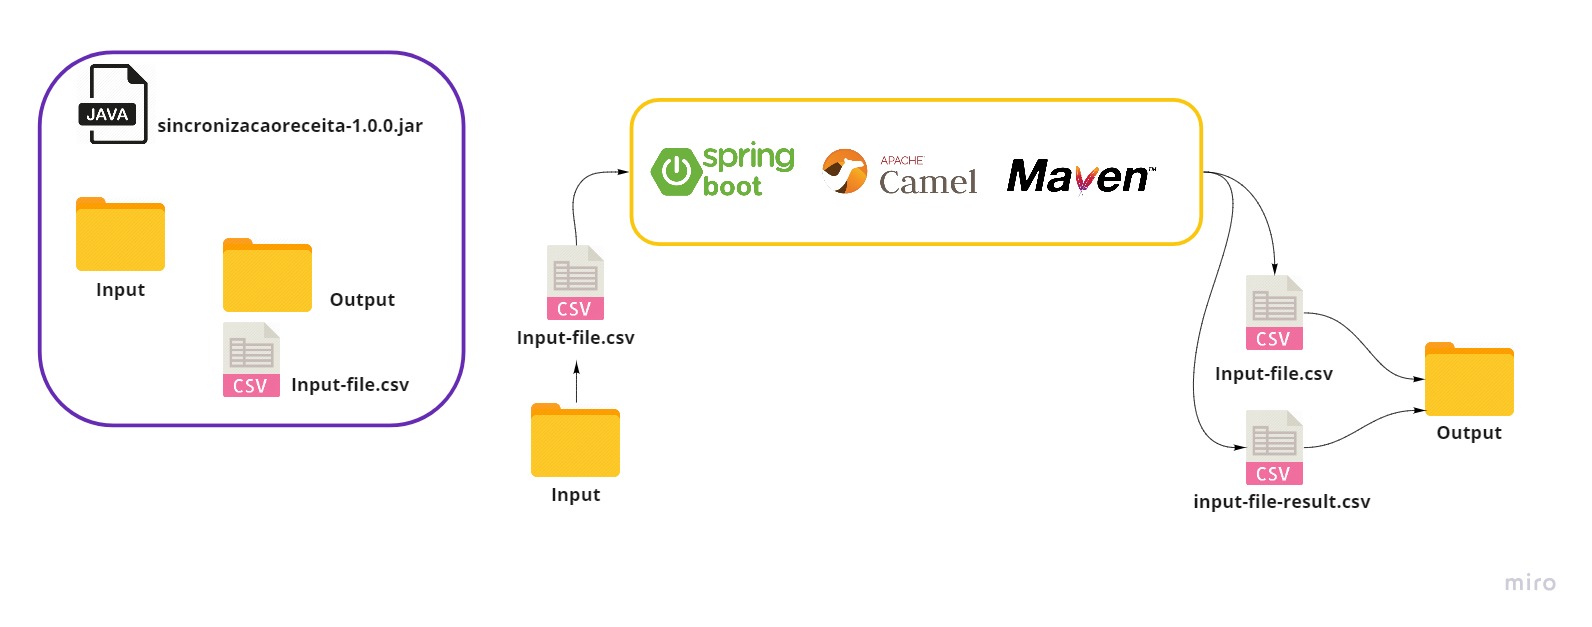 JAVA
sincronizacaoreceita-1.0.0.jar
Input
Output
CSV
Input-file.csv
CSV
Input-file.csv
Input
spring
boot
APACHE
Camel
Maven™
CSV
Input-file.csv
CSV
input-file-result.csv
Output
miro